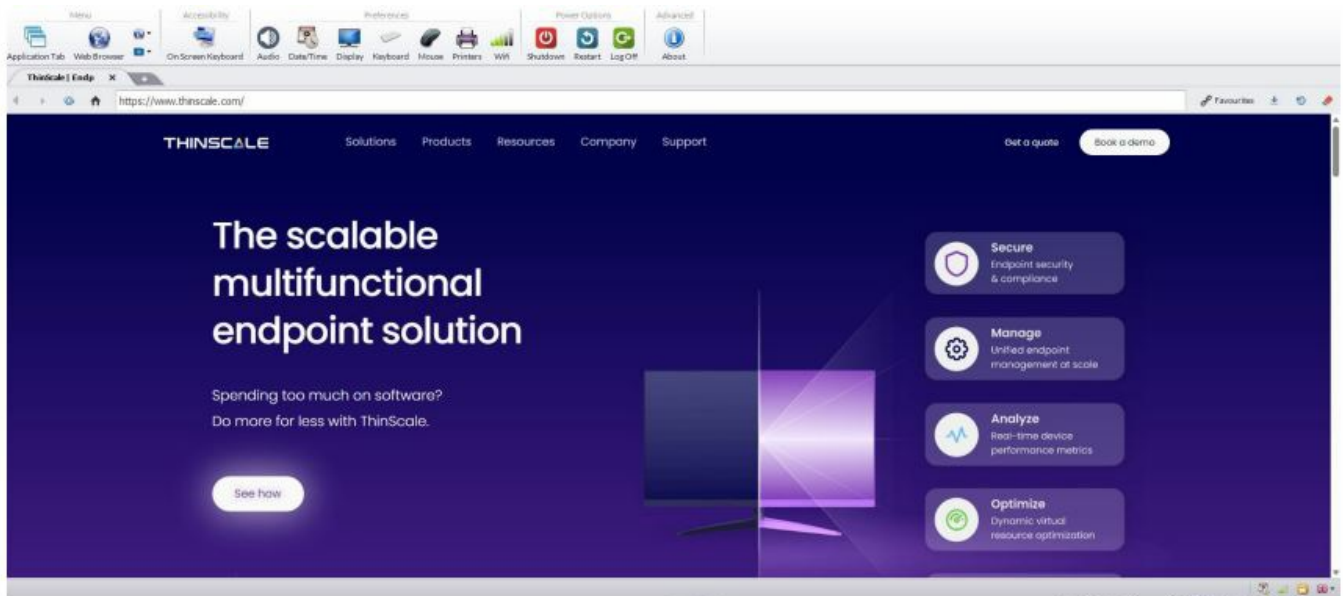 Menu Accessibility Preferences Power Options Advanced
Application Tab Web Browser On Screen Keyboard Audio Date/Time Display Keyboard Mouse Printers Wifi Shutdown Restart Log Off About
ThinScale | Endp X
https://www.thinscale.com/ Favourites
THINSCALE Solutions Products Resources Company Support Get a quote Book a demo
The scalable
multifunctional
endpoint solution
Spending too much on software?
Do more for less with ThinScale.
See how
Secure
Endpoint security
& compliance
Manage
Unified endpoint
management at scale
Analyze
Real-time device
performance metrics
Optimize
Dynamic virtual
resource optimization